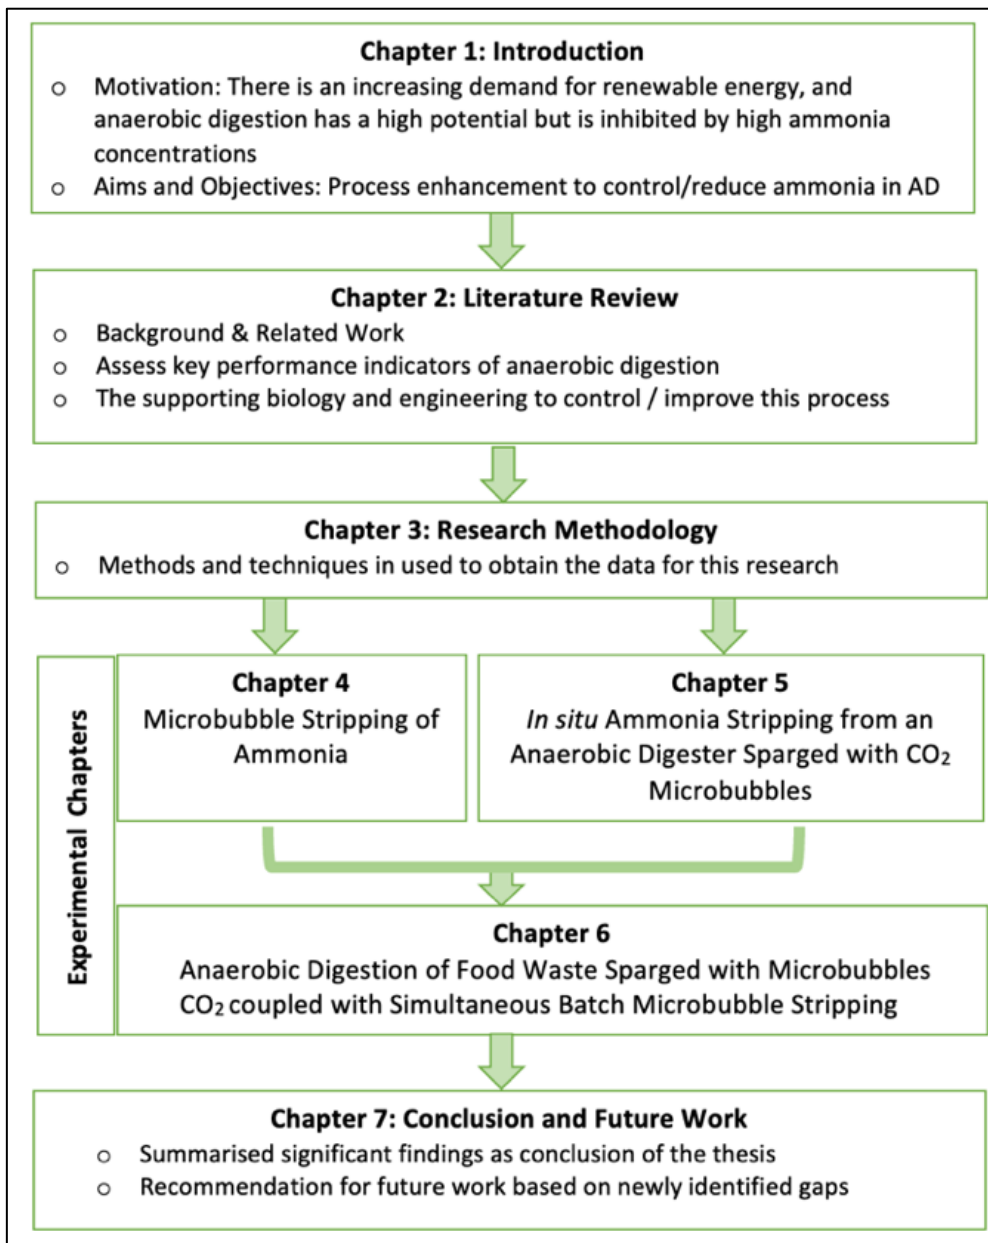 Chapter 1: Introduction
o Motivation: There is an increasing demand for renewable energy, and
anaerobic digestion has a high potential but is inhibited by high ammonia
concentrations
o Aims and Objectives: Process enhancement to control/reduce ammonia in AD
Chapter 2: Literature Review
o Background & Related Work
o Assess key performance indicators of anaerobic digestion
o The supporting biology and engineering to control / improve this process
Chapter 3: Research Methodology
o Methods and techniques in used to obtain the data for this research
Experimental Chapters
Chapter 4
Microbubble Stripping of
Ammonia
Chapter 5
In situ Ammonia Stripping from an
Anaerobic Digester Sparged with CO₂
Microbubbles
Chapter 6
Anaerobic Digestion of Food Waste Sparged with Microbubbles
CO₂ coupled with Simultaneous Batch Microbubble Stripping
Chapter 7: Conclusion and Future Work
o Summarised significant findings as conclusion of the thesis
o Recommendation for future work based on newly identified gaps